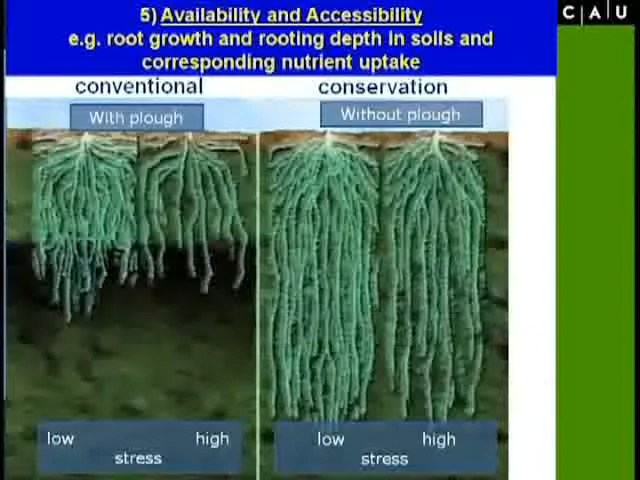 5) Availability and Accessibility
e.g. root growth and rooting depth in soils and
corresponding nutrient uptake
C A U
conventional
conservation
With plough
Without plough
low high
stress
low high
stress